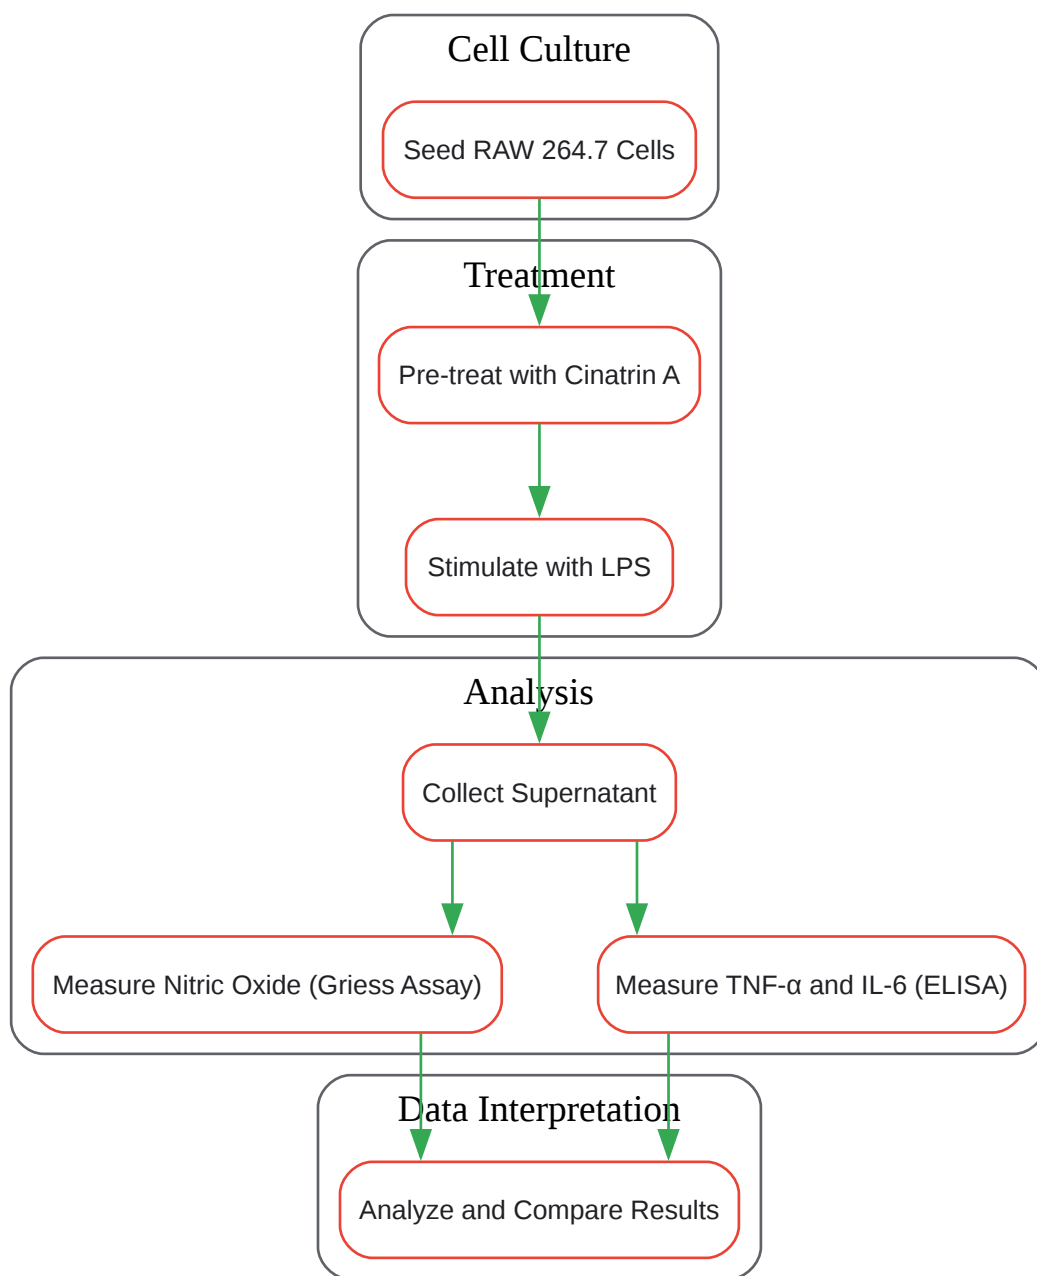 Cell Culture
Seed RAW 264.7 Cells
Treatment
Pre-treat with Cinatrin A
Stimulate with LPS
Analysis
Collect Supernatant
Measure Nitric Oxide (Griess Assay)
Measure TNF-α and IL-6 (ELISA)
Data Interpretation
Analyze and Compare Results